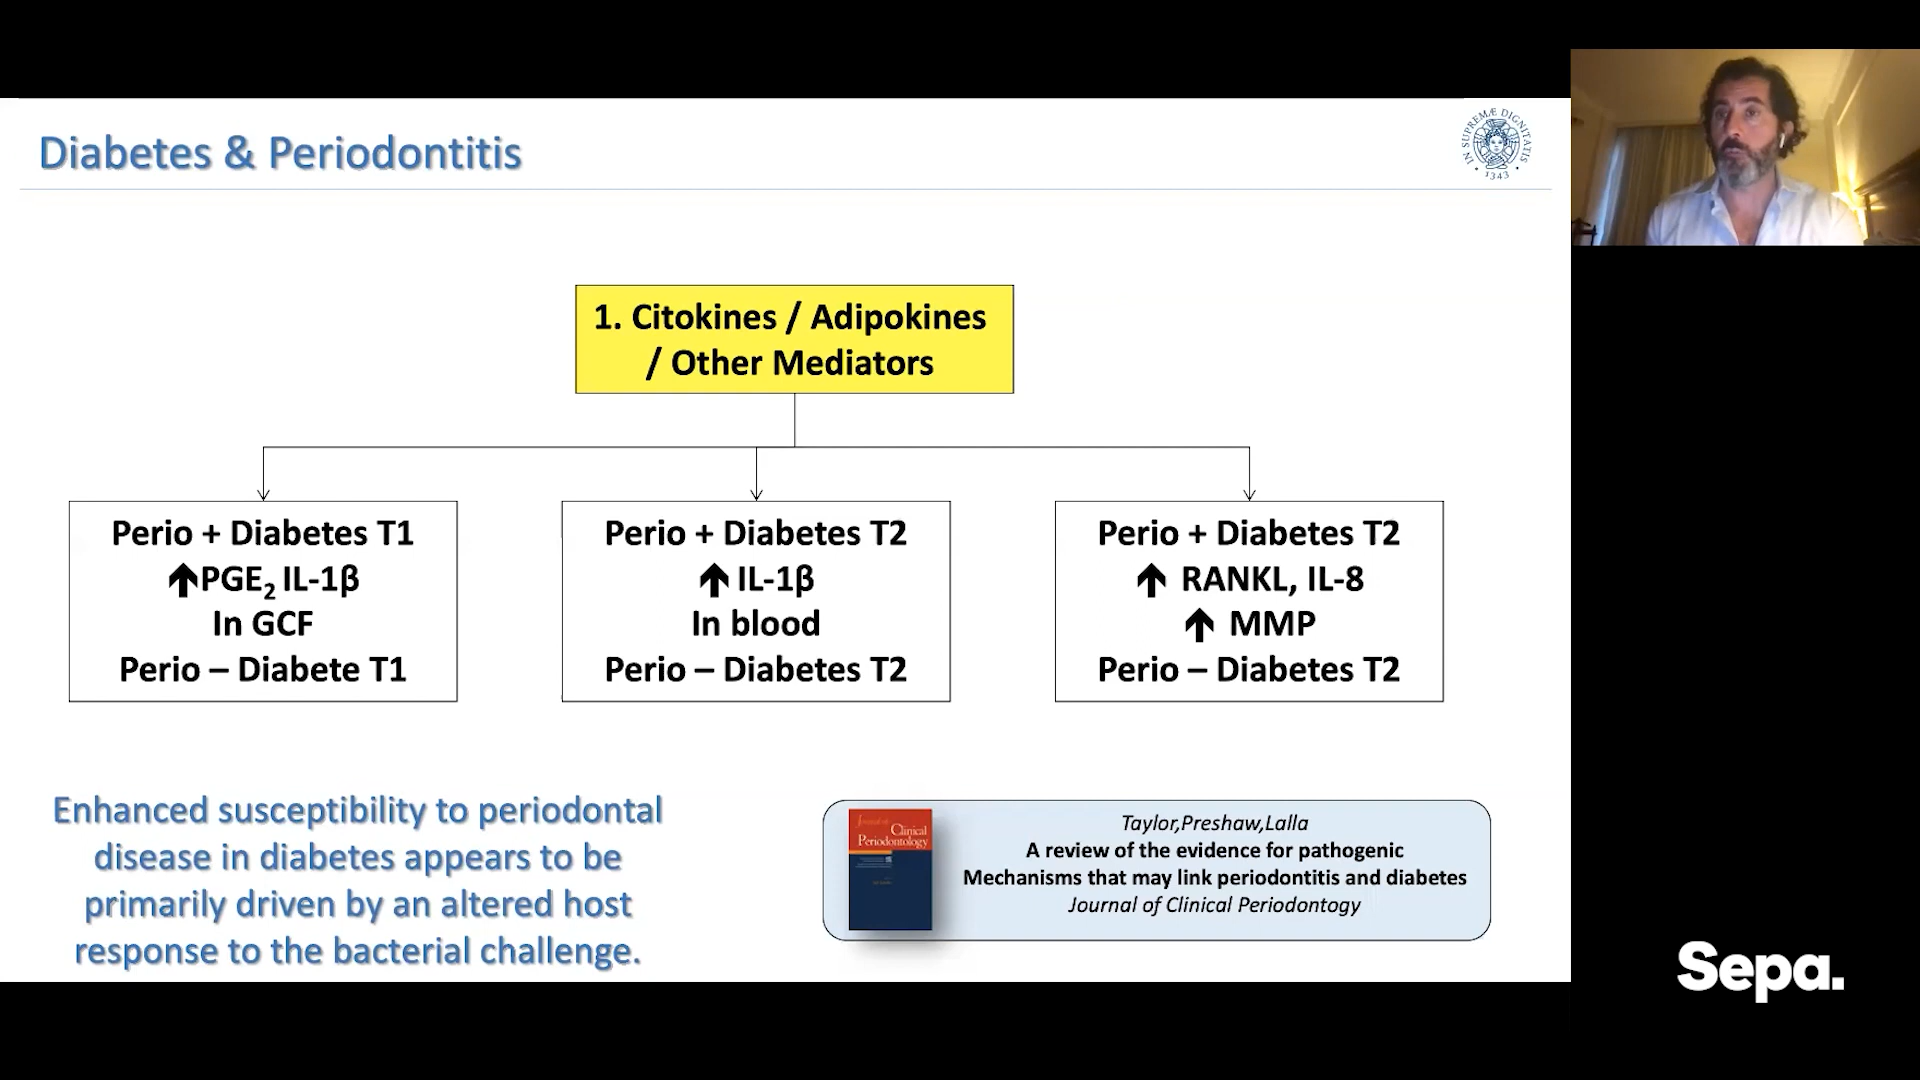 Diabetes & Periodontitis
IN SUPREMÆ DIGNITATIS
• 1343 •
1. Citokines / Adipokines
/ Other Mediators
Perio + Diabetes T1
↑PGE₂ IL-1β
In GCF
Perio – Diabete T1
Perio + Diabetes T2
↑ IL-1β
In blood
Perio – Diabetes T2
Perio + Diabetes T2
↑ RANKL, IL-8
↑ MMP
Perio – Diabetes T2
Enhanced susceptibility to periodontal
disease in diabetes appears to be
primarily driven by an altered host
response to the bacterial challenge.
Journal of
Clinical
Periodontology
Taylor,Preshaw,Lalla
A review of the evidence for pathogenic
Mechanisms that may link periodontitis and diabetes
Journal of Clinical Periodontogy
Sepa.